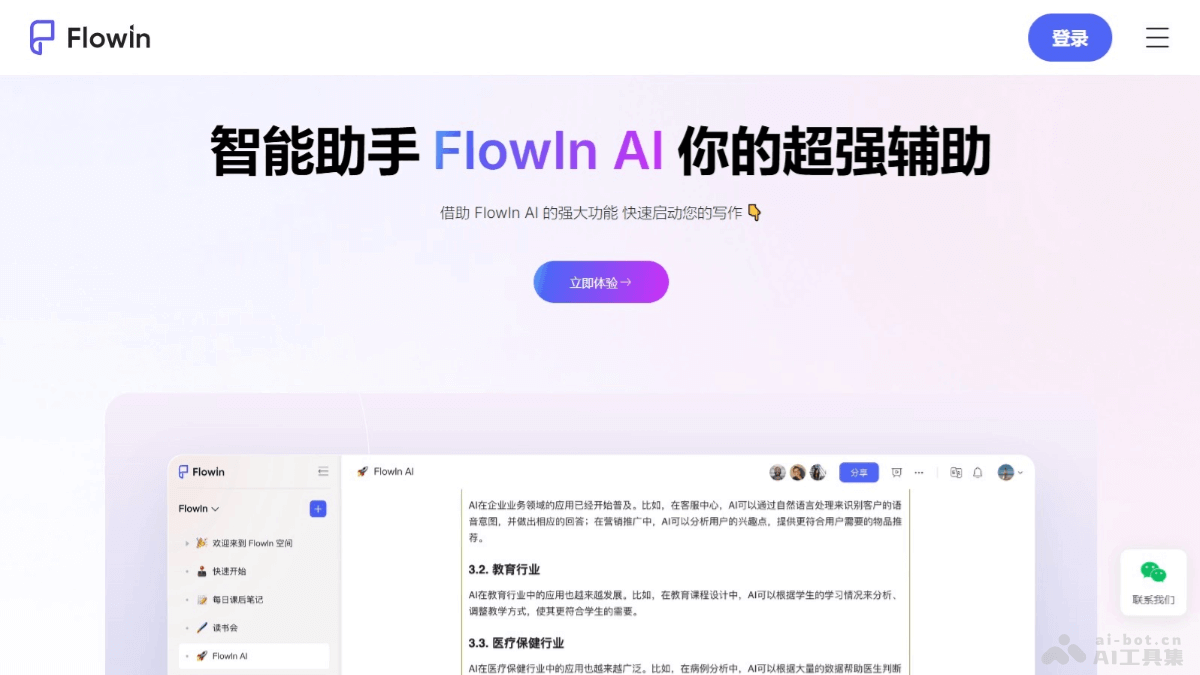 Flowin
登录
智能助手 FlowIn AI 你的超强辅助
借助 FlowIn AI 的强大功能 快速启动您的写作
立即体验
Flowin
FlowIn AI
分享
FlowIn
欢迎来到 FlowIn 空间
快速开始
每日课后笔记
读书会
FlowIn AI
AI在企业业务领域的应用已经开始普及。比如，在客服中心，AI可以通过自然语言处理来识别客户的语
音意图，并做出相应的回答；在营销推广中，AI可以分析用户的兴趣点，提供更符合用户需要的物品推
荐。
3.2. 教育行业
AI在教育行业中的应用也越来越发展。比如，在教育课程设计中，AI可以根据学生的学习情况来分析、
调整教学方式，使其更符合学生的需要。
3.3. 医疗保健行业
AI在医疗保健行业中的应用也越来越广泛。比如，在病例分析中，AI可以根据大量的数据帮助医生判断
联系我们
ai-bot.cn
AI工具集